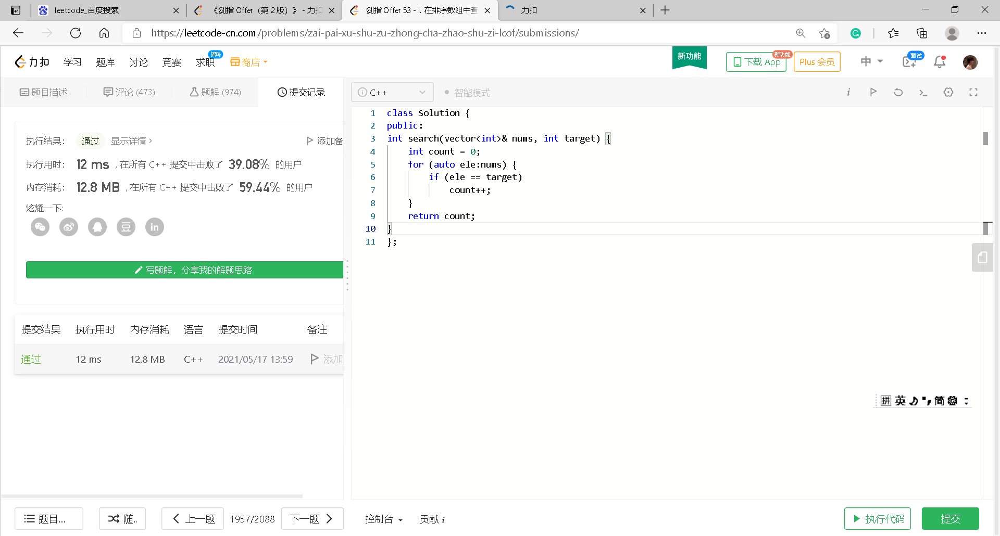 leetcode_百度搜索
《剑指 Offer（第 2 版）》 - 力扣
剑指 Offer 53 - I. 在排序数组中查
力扣
https://leetcode-cn.com/problems/zai-pai-xu-shu-zu-zhong-cha-zhao-shu-zi-lcof/submissions/
力扣 学习 题库 讨论 竞赛 求职 招聘 商店
新功能 下载 App 新功能 Plus 会员 中 面试
题目描述 评论 (473) 题解 (974) 提交记录
C++ 智能模式
执行结果： 通过 显示详情 › 添加备
执行用时： 12 ms , 在所有 C++ 提交中击败了 39.08% 的用户
内存消耗： 12.8 MB , 在所有 C++ 提交中击败了 59.44% 的用户
炫耀一下:
豆 in
写题解，分享我的解题思路
提交结果 执行用时 内存消耗 语言 提交时间 备注
通过 12 ms 12.8 MB C++ 2021/05/17 13:59 添加
1 class Solution {
2 public:
3 int search(vector<int>& nums, int target) {
4 int count = 0;
5 for (auto ele:nums) {
6 if (ele == target)
7 count++;
8 }
9 return count;
10 }
11 };
拼 英 简
题目... 随.. 上一题 1957/2088 下一题 控制台 贡献 i 执行代码 提交